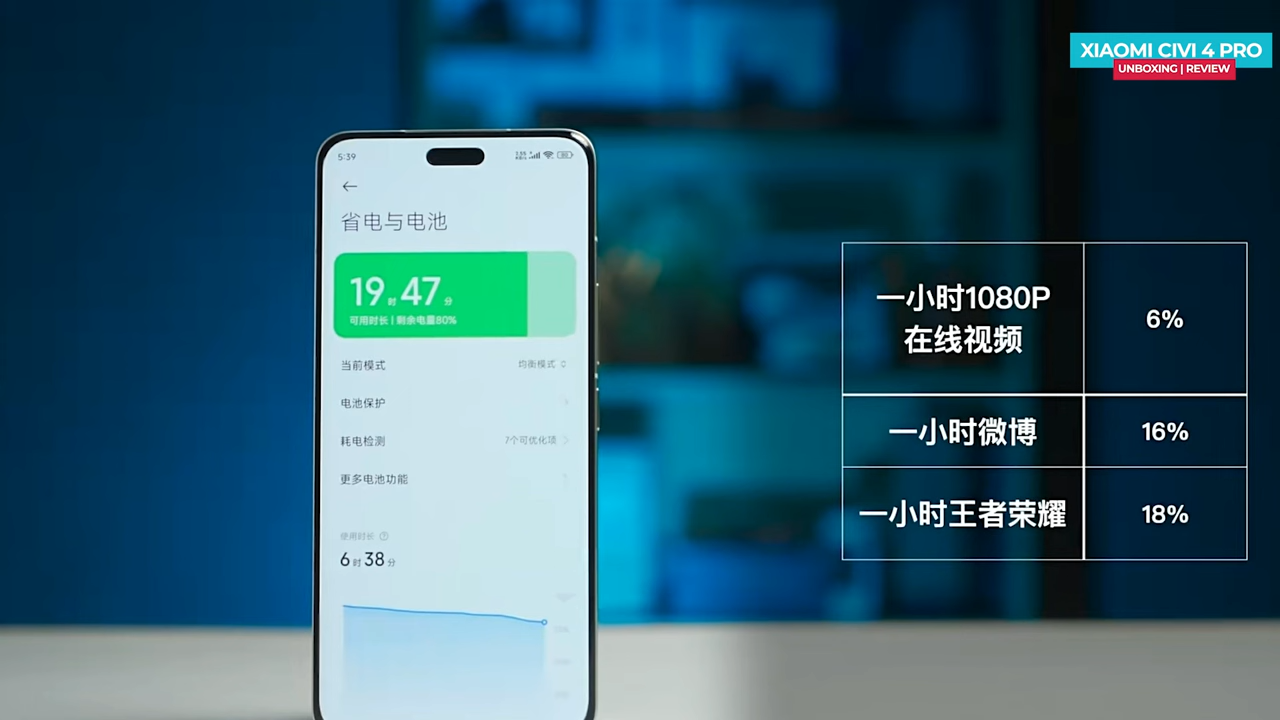 XIAOMI CIVI 4 PRO
UNBOXING | REVIEW
5:39
省电与电池
19时47分
可用时长 | 剩余电量80%
当前模式 均衡模式
电池保护
耗电检测 7个可优化项
更多电池功能
使用时长
6时38分
一小时1080P
在线视频
6%
一小时微博 16%
一小时王者荣耀 18%